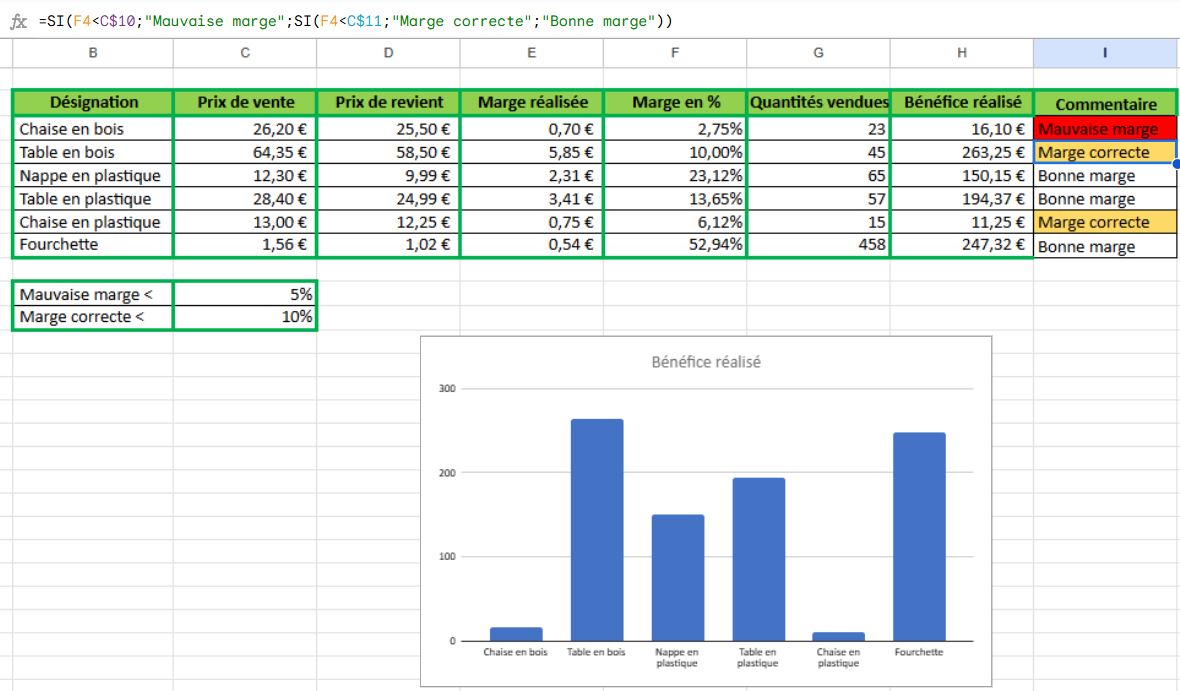 fx =SI(F4<C$10;"Mauvaise marge";SI(F4<C$11;"Marge correcte";"Bonne marge"))
B C D E F G H I
Désignation Prix de vente Prix de revient Marge réalisée Marge en % Quantités vendues Bénéfice réalisé Commentaire
Chaise en bois 26,20 € 25,50 € 0,70 € 2,75% 23 16,10 € Mauvaise marge
Table en bois 64,35 € 58,50 € 5,85 € 10,00% 45 263,25 € Marge correcte
Nappe en plastique 12,30 € 9,99 € 2,31 € 23,12% 65 150,15 € Bonne marge
Table en plastique 28,40 € 24,99 € 3,41 € 13,65% 57 194,37 € Bonne marge
Chaise en plastique 13,00 € 12,25 € 0,75 € 6,12% 15 11,25 € Marge correcte
Fourchette 1,56 € 1,02 € 0,54 € 52,94% 458 247,32 € Bonne marge
Mauvaise marge < 5%
Marge correcte < 10%
Bénéfice réalisé
300
200
100
0
Chaise en bois Table en bois Nappe en Table en Chaise en Fourchette
plastique plastique plastique